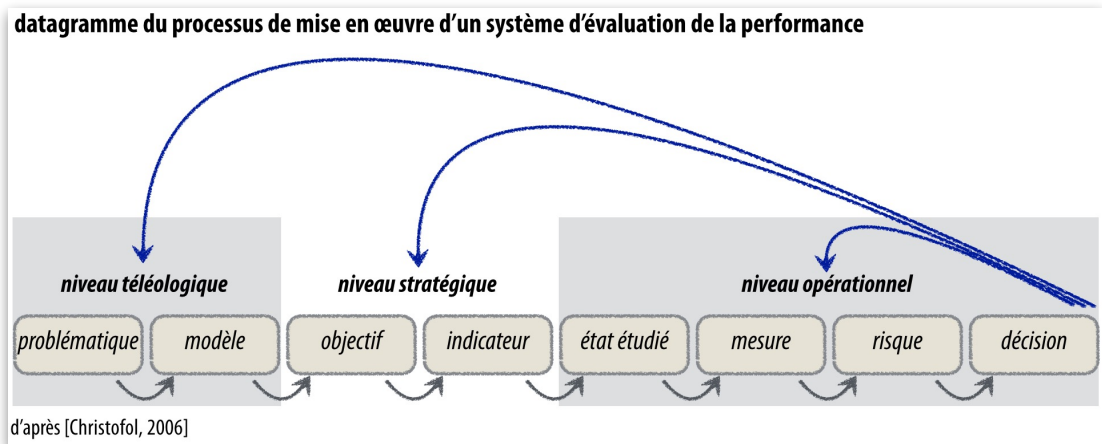 datagramme du processus de mise en œuvre d’un système d’évaluation de la performance
niveau téléologique
niveau stratégique
niveau opérationnel
problématique
modèle
objectif
indicateur
état étudié
mesure
risque
décision
d’après [Christofol, 2006]